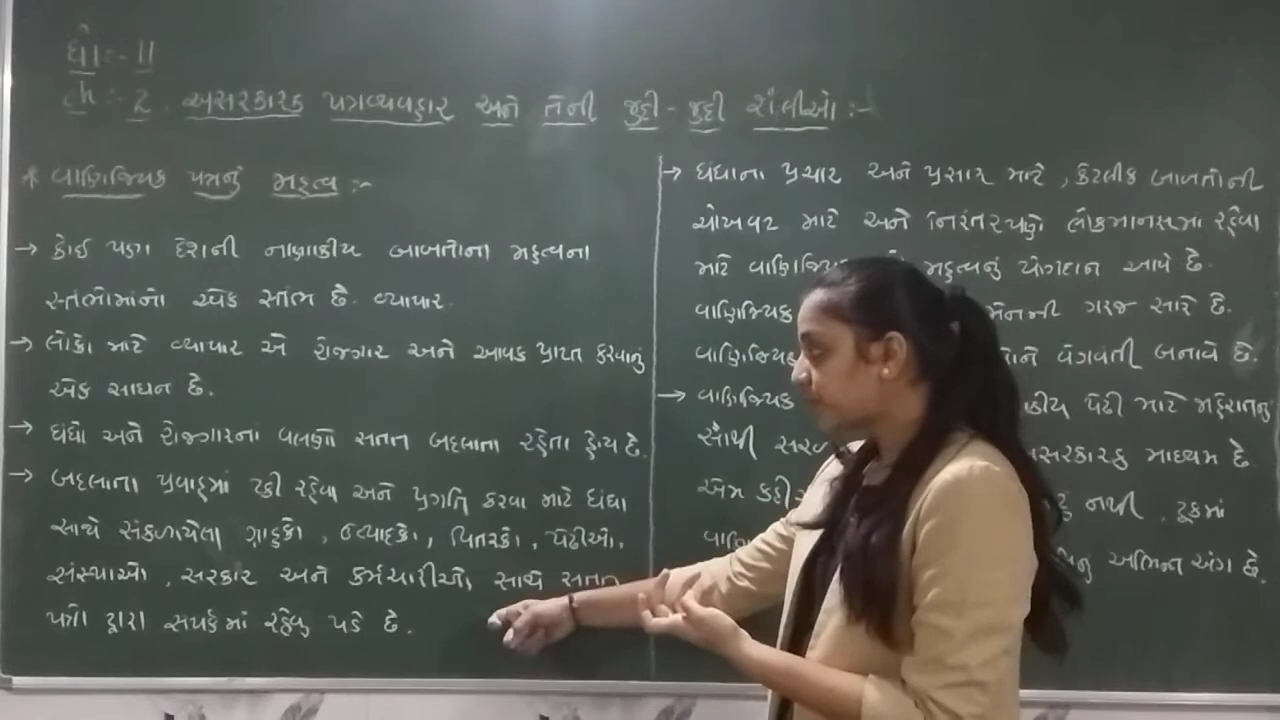 ધો :- 11
ch :- 2. અસરકારક પત્રવ્યવહાર અને તેની જુદી - જુદી શૈલીઓ :-
* વાણિજ્યિક પત્રનું મહત્વ :-
→ કોઈ પણ દેશની નાણાકીય બાબતોના મહત્વના
સ્તંભોમાંનો એક સ્તંભ છે. વ્યાપાર.
→ લોકો માટે વ્યાપાર એ રોજગાર અને આવક પ્રાપ્ત કરવાનું
એક સાધન છે.
→ ધંધો અને રોજગારનાં વલણો સતત બદલાતા રહેતા હોય છે.
→ બદલાતા પ્રવાહમાં ટકી રહેવા અને પ્રગતિ કરવા માટે ધંધા
સાથે સંકળાયેલા ગ્રાહકો, ઉત્પાદકો, વિતરકો, પેઢીઓ,
સંસ્થાઓ, સરકાર અને કર્મચારીઓ સાથે સતત
પત્રો દ્વારા સંપર્કમાં રહેવુ પડે છે.
→ ધંધાના પ્રચાર અને પ્રસાર માટે, કેટલીક બાબતોની
ચોખવટ માટે અને નિરંતરપણે લોકમાનસમાં રહેવા
માટે વાણિજ્યિક મહત્વનું યોગદાન આપે છે.
વાણિજ્યિક ગરજ સારે છે.
વાણિજ્યિક વેગવંતી બનાવે છે.
→ વાણિજ્યિક પેઢી માટે મહેસાતનું
સૌથી સરળ અસરકારક માધ્યમ છે
એમ કહી નથી. ટૂંકમાં
અભિન્ન અંગ છે.